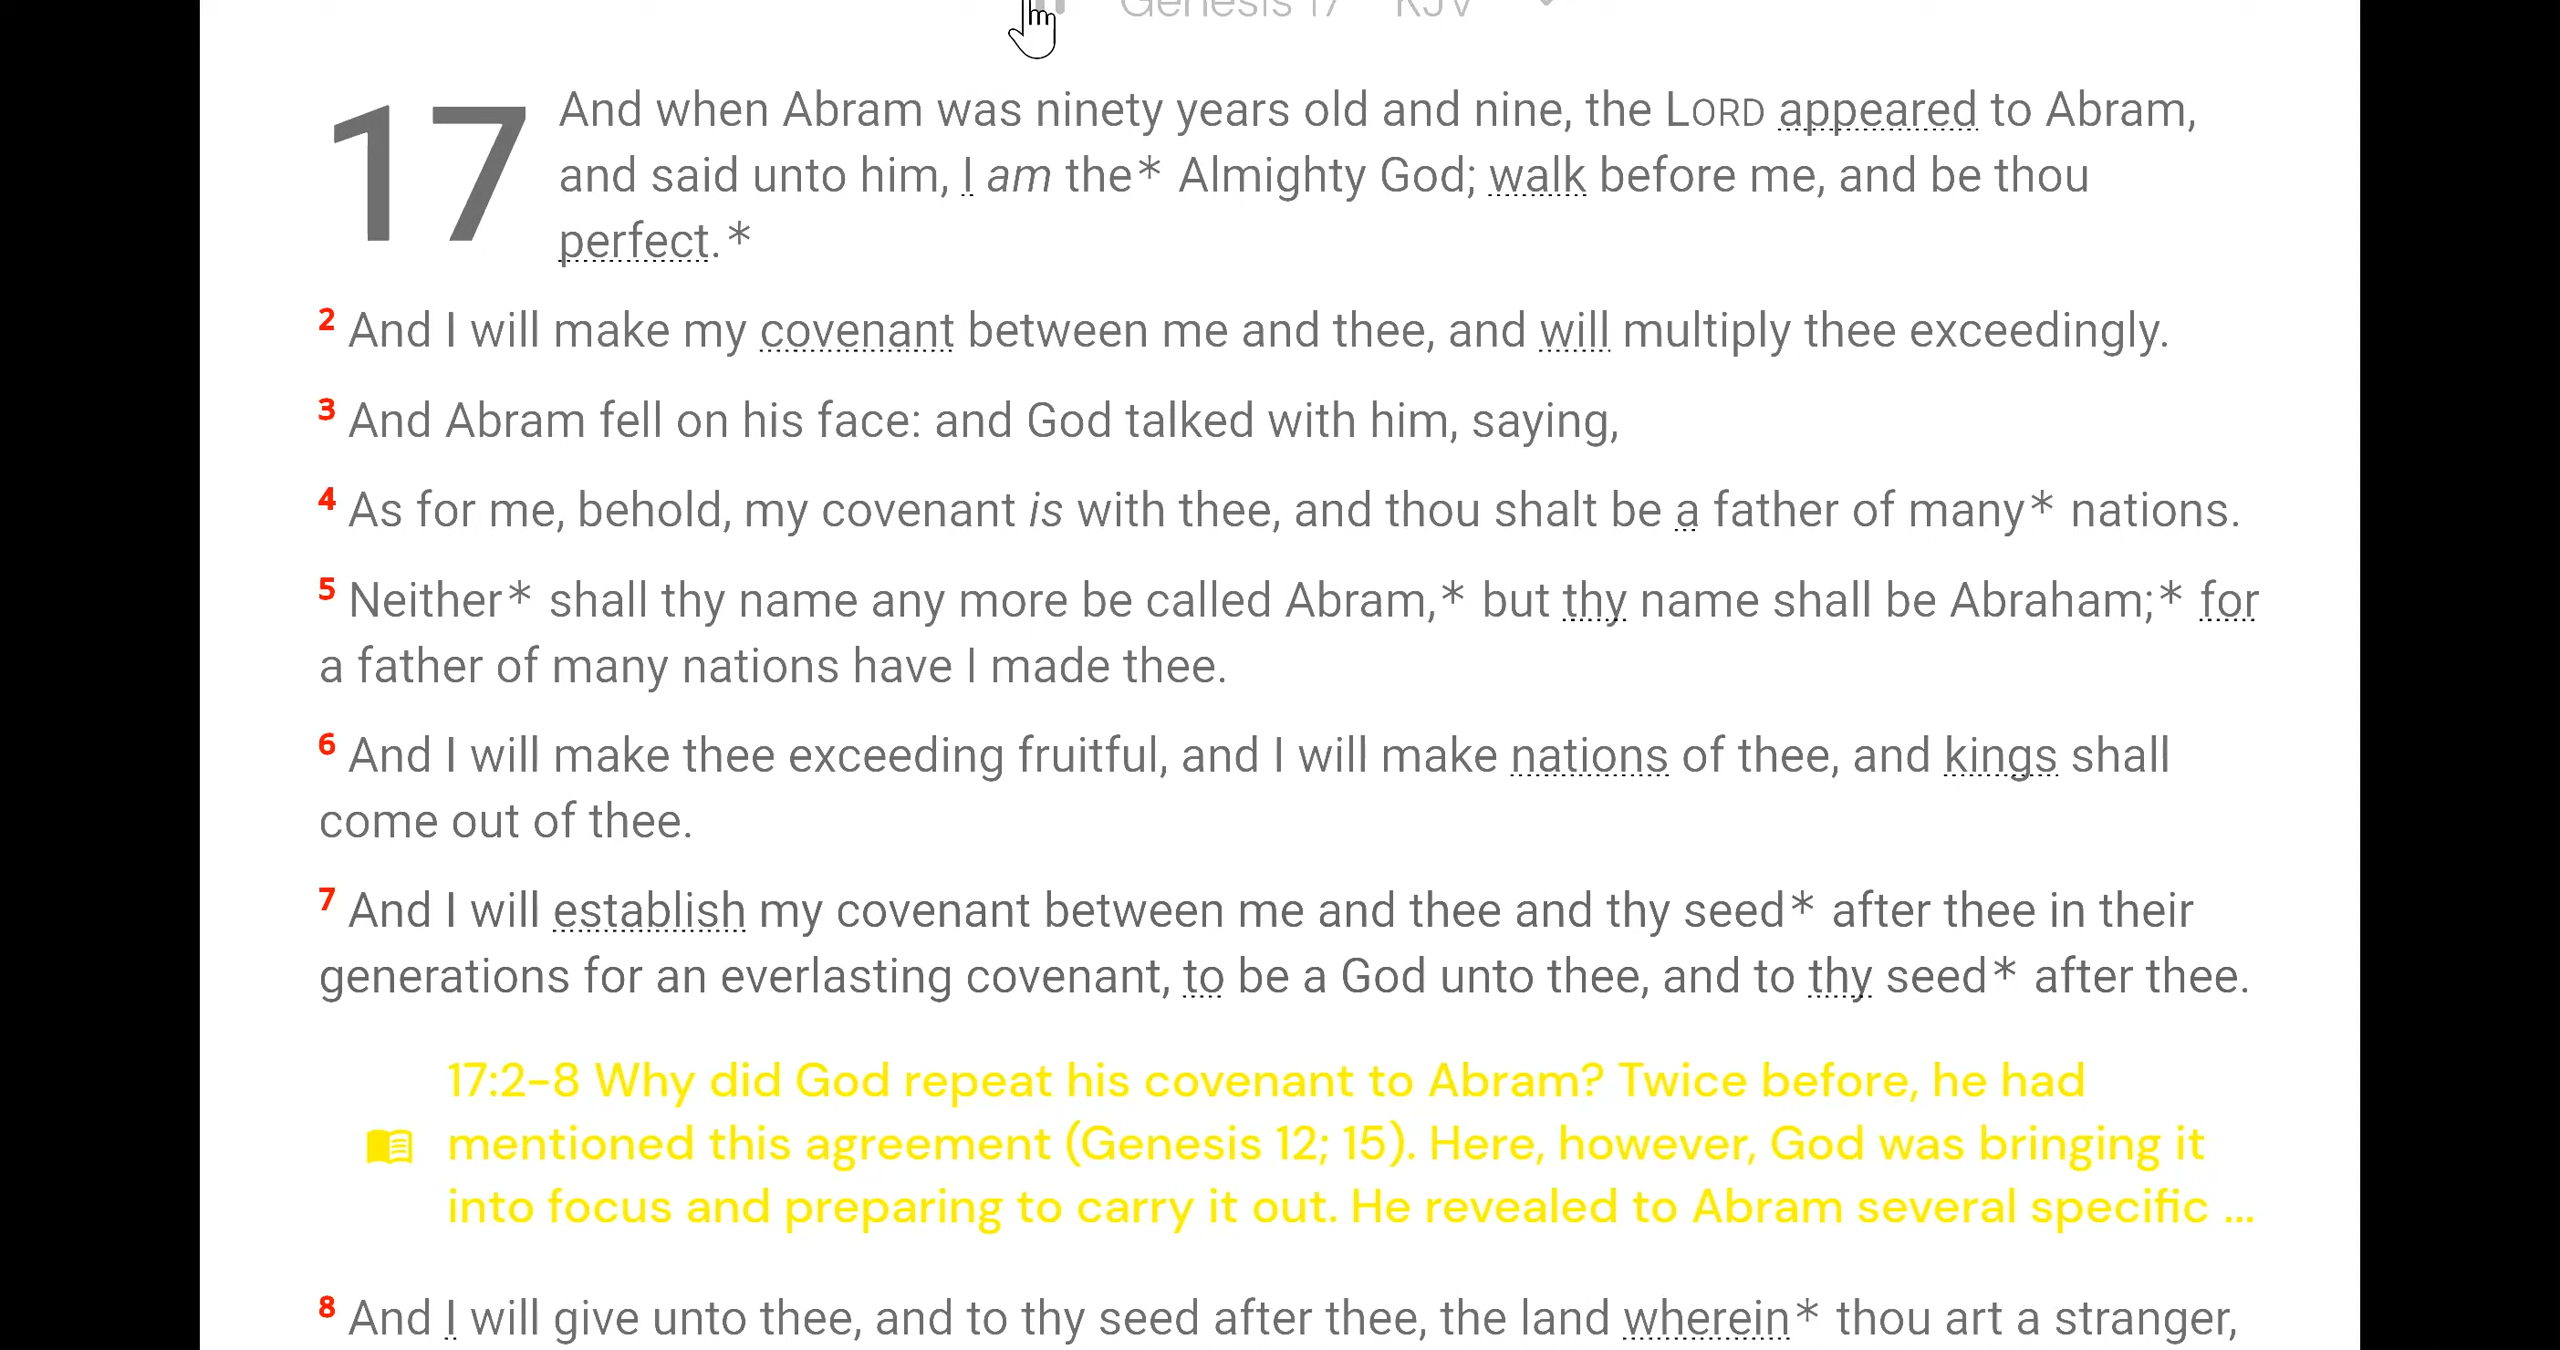 Genesis 17 KJV
17 And when Abram was ninety years old and nine, the LORD appeared to Abram,
and said unto him, I am the* Almighty God; walk before me, and be thou
perfect.*
2 And I will make my covenant between me and thee, and will multiply thee exceedingly.
3 And Abram fell on his face: and God talked with him, saying,
4 As for me, behold, my covenant is with thee, and thou shalt be a father of many* nations.
5 Neither* shall thy name any more be called Abram,* but thy name shall be Abraham;* for
a father of many nations have I made thee.
6 And I will make thee exceeding fruitful, and I will make nations of thee, and kings shall
come out of thee.
7 And I will establish my covenant between me and thee and thy seed* after thee in their
generations for an everlasting covenant, to be a God unto thee, and to thy seed* after thee.
17:2–8 Why did God repeat his covenant to Abram? Twice before, he had
mentioned this agreement (Genesis 12; 15). Here, however, God was bringing it
into focus and preparing to carry it out. He revealed to Abram several specific ...
8 And I will give unto thee, and to thy seed after thee, the land wherein* thou art a stranger,